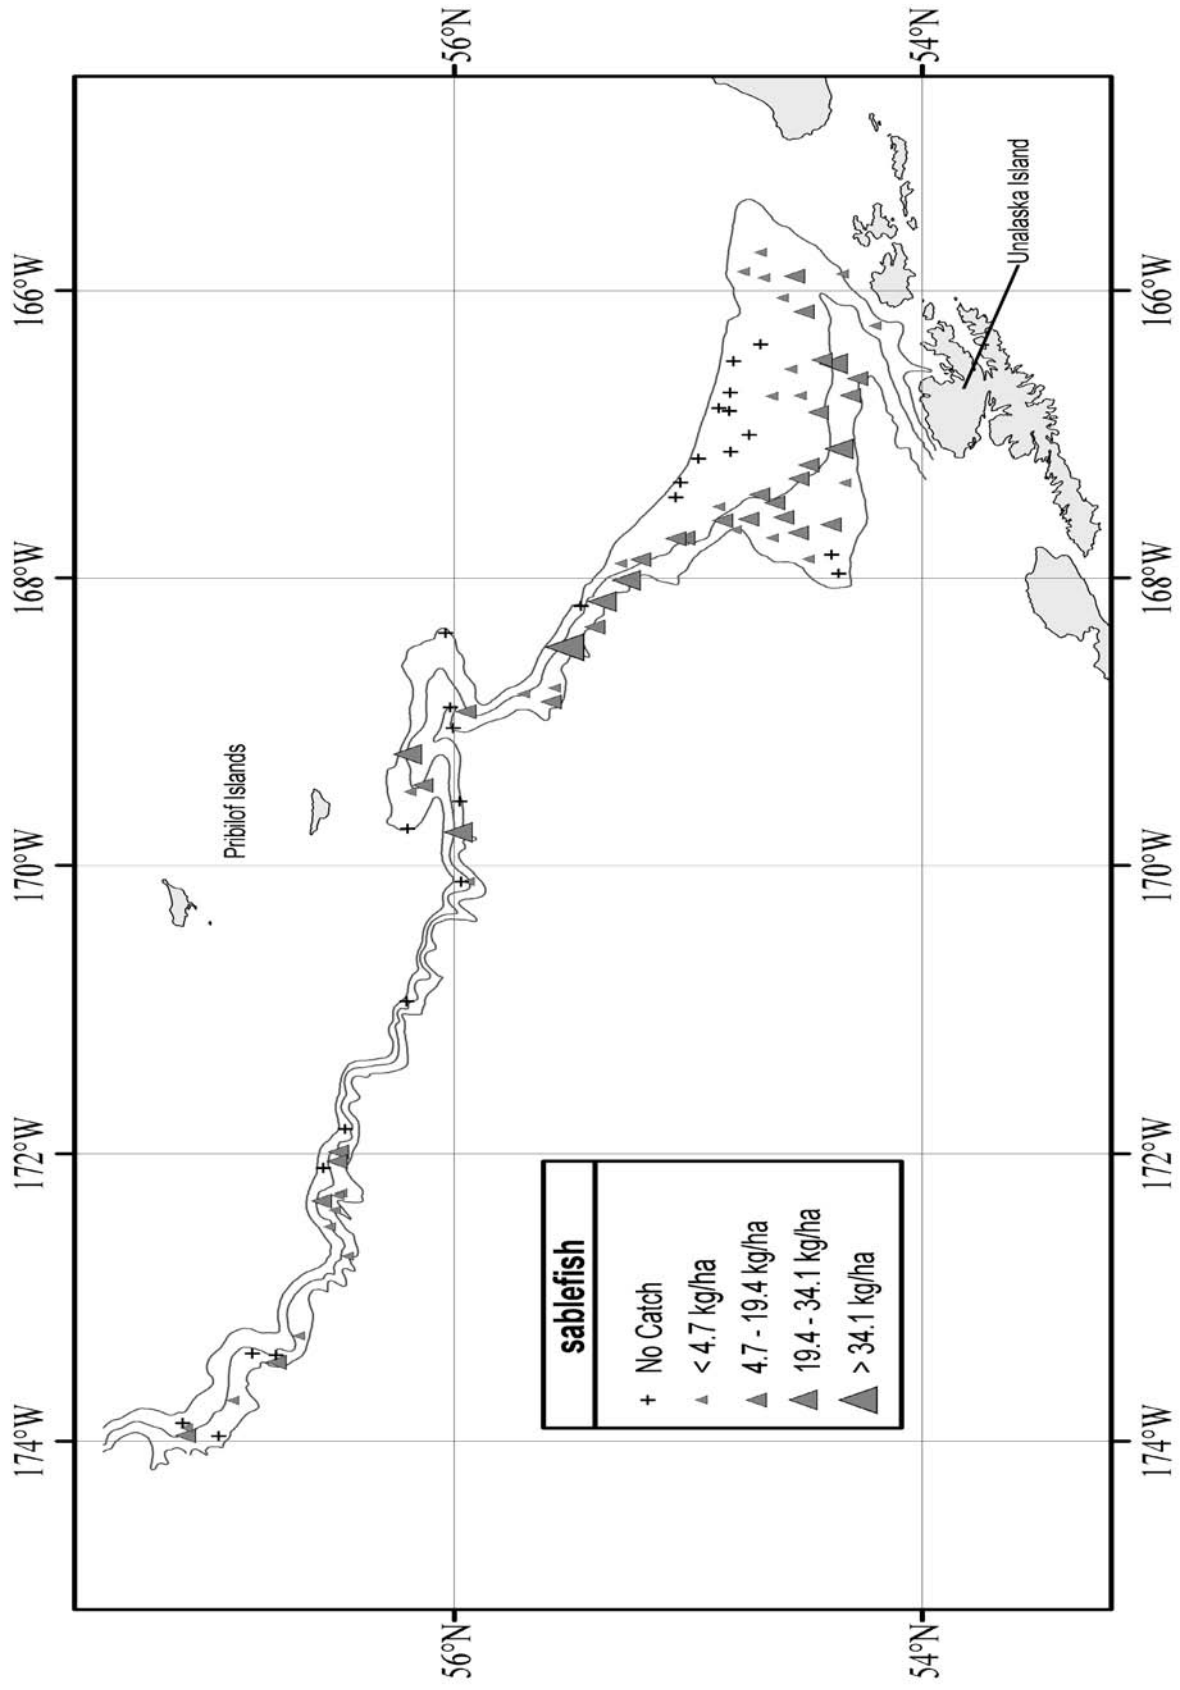 174°W
172°W
170°W
168°W
166°W
56°N
56°N
Pribilof Islands
sablefish
No Catch
< 4.7 kg/ha
4.7 - 19.4 kg/ha
19.4 - 34.1 kg/ha
> 34.1 kg/ha
Unalaska Island
54°N
54°N
174°W
172°W
170°W
168°W
166°W